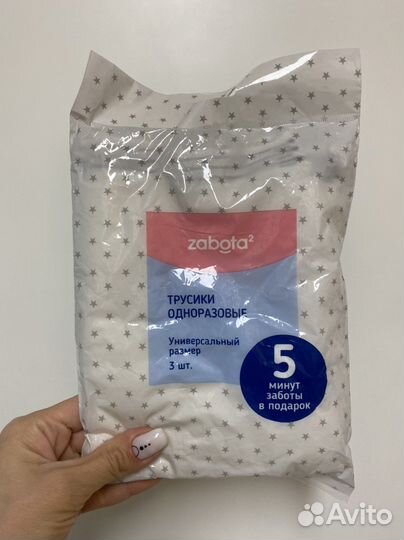 zabota²
ТРУСИКИ
ОДНОРАЗОВЫЕ
Универсальный
размер
3 шт.
5
минут
заботы
в подарок
Avito